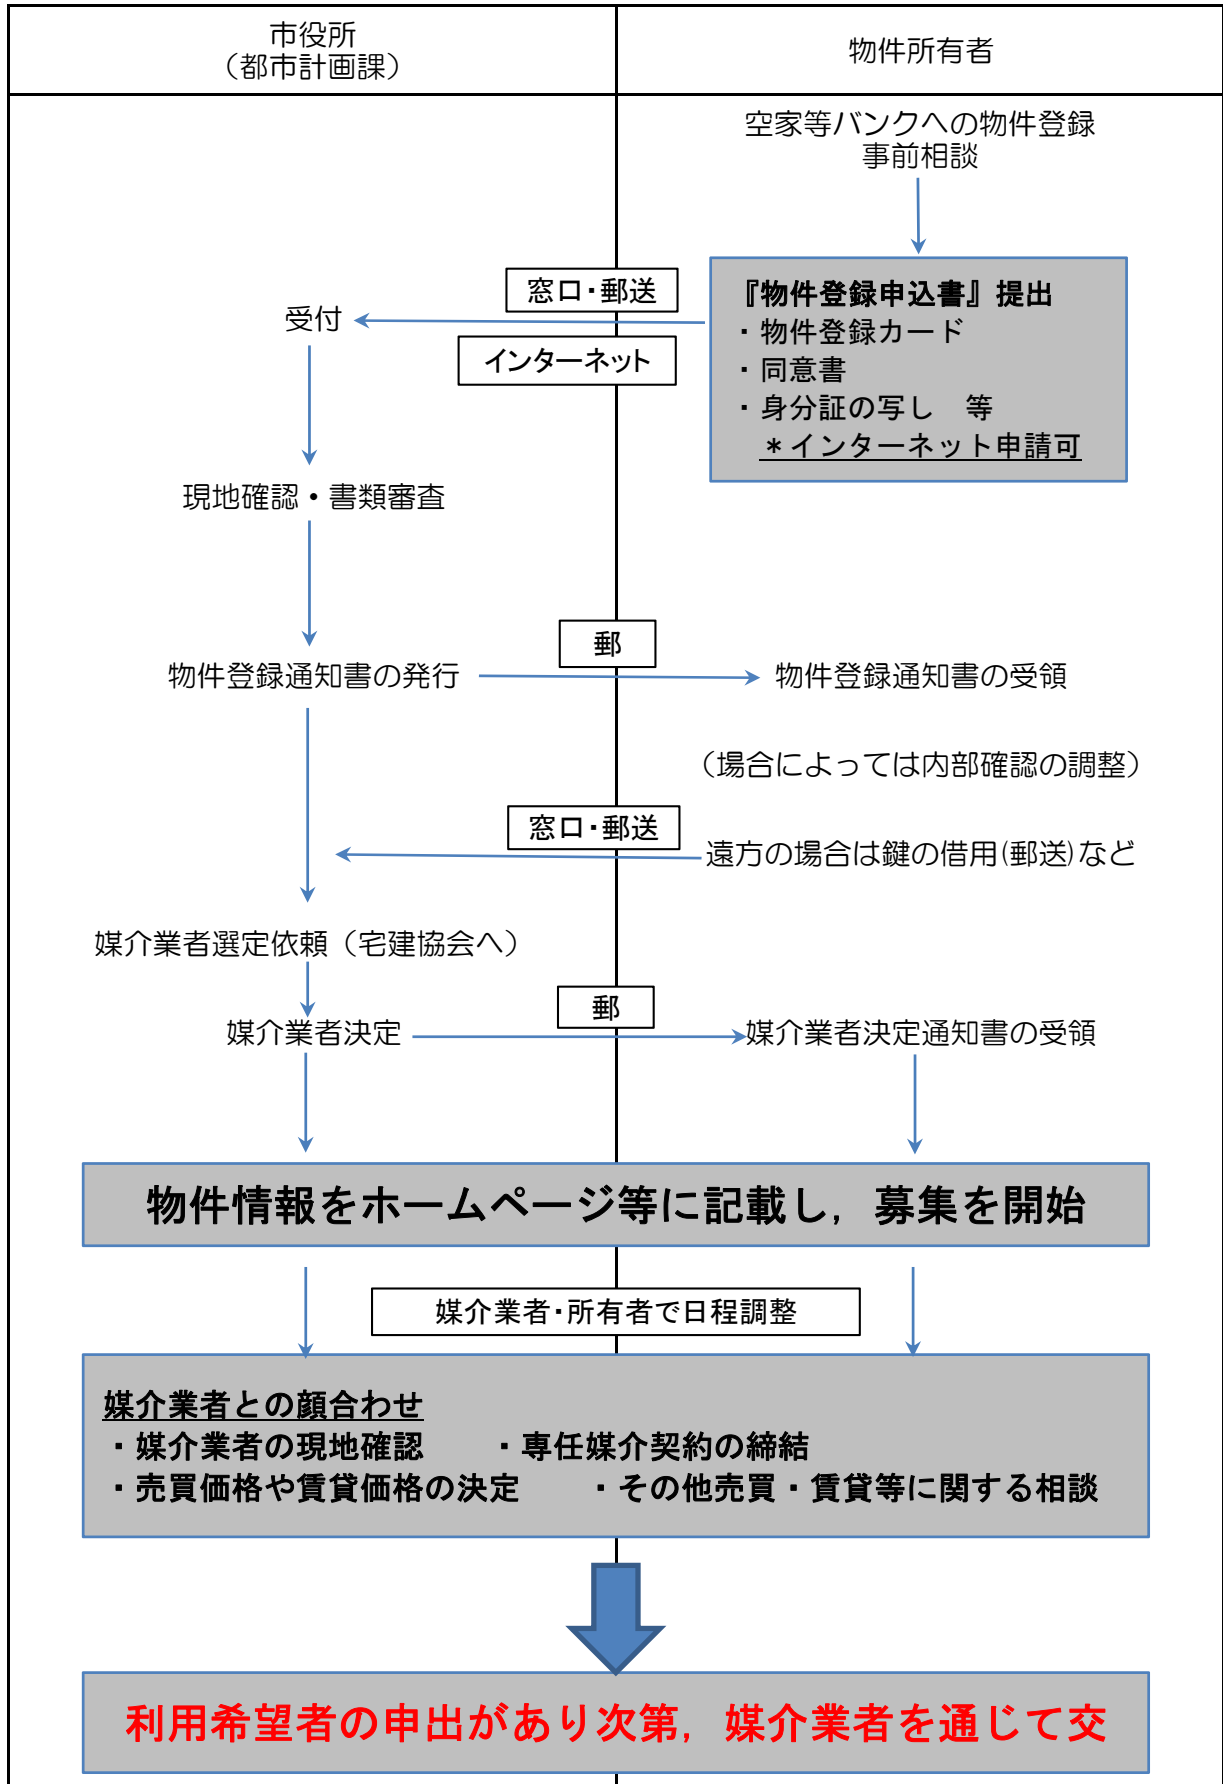 市役所
（都市計画課）
物件所有者
空家等バンクへの物件登録
事前相談
窓口・郵送
インターネット
受付
『物件登録申込書』提出
・物件登録カード
・同意書
・身分証の写し　等
＊インターネット申請可
現地確認・書類審査
郵
物件登録通知書の発行
物件登録通知書の受領
（場合によっては内部確認の調整）
窓口・郵送
遠方の場合は鍵の借用(郵送)など
媒介業者選定依頼（宅建協会へ）
郵
媒介業者決定
媒介業者決定通知書の受領
物件情報をホームページ等に記載し，募集を開始
媒介業者・所有者で日程調整
媒介業者との顔合わせ
・媒介業者の現地確認　　・専任媒介契約の締結
・売買価格や賃貸価格の決定　　・その他売買・賃貸等に関する相談
利用希望者の申出があり次第，媒介業者を通じて交